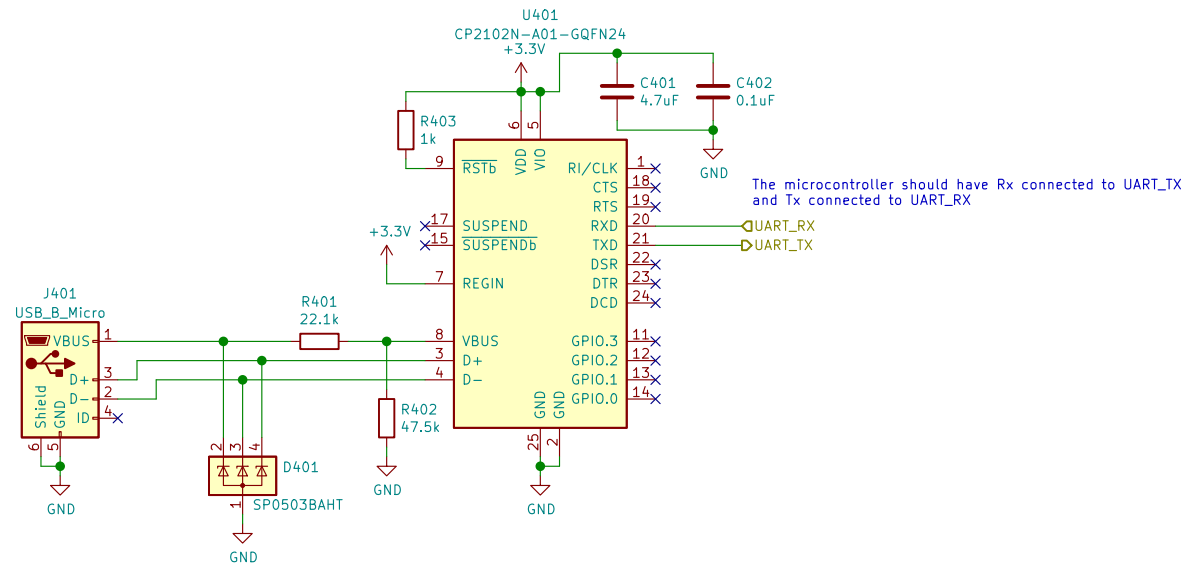 U401
CP2102N-A01-GQFN24
+3.3V
C401
4.7uF
C402
0.1uF
R403
1k
GND
6
5
VDD
VIO
9
RSTb
RI/CLK
1
CTS
18
RTS
19
The microcontroller should have Rx connected to UART_TX
and Tx connected to UART_RX
17
SUSPEND
RXD
20
UART_RX
+3.3V
15
SUSPENDb
TXD
21
UART_TX
DSR
22
7
REGIN
DTR
23
DCD
24
J401
USB_B_Micro
R401
22.1k
VBUS
1
8
VBUS
GPIO.3
11
3
D+
GPIO.2
12
D+
3
4
D-
GPIO.1
13
D-
2
GPIO.0
14
ID
4
Shield
GND
6
5
GND
R402
47.5k
GND
GND
GND
25
2
GND
2
3
4
D401
1
SP0503BAHT
GND